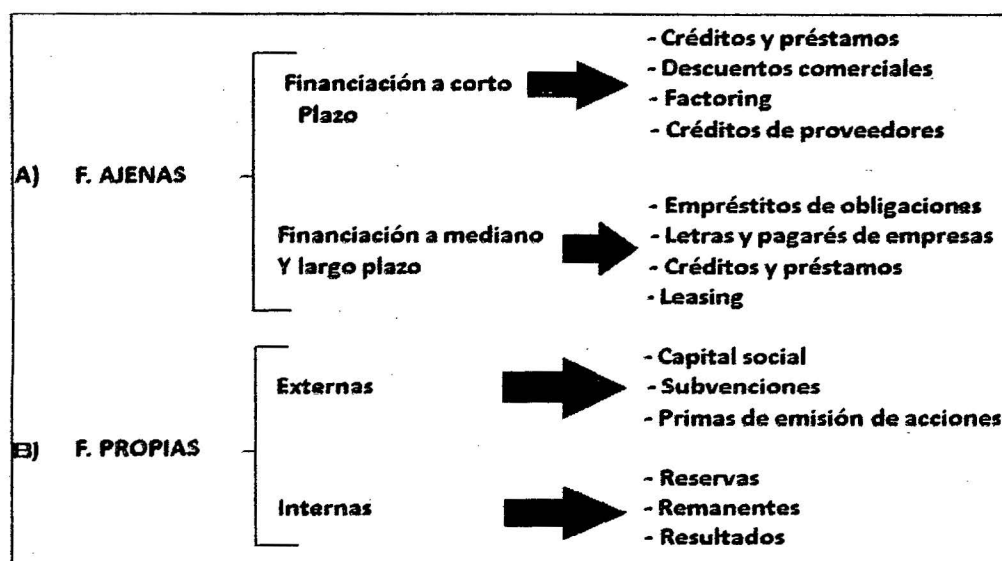 A) F. AJENAS
Financiación a corto
Plazo
- Créditos y préstamos
- Descuentos comerciales
- Factoring
- Créditos de proveedores
Financiación a mediano
Y largo plazo
- Empréstitos de obligaciones
- Letras y pagarés de empresas
- Créditos y préstamos
- Leasing
B) F. PROPIAS
Externas
- Capital social
- Subvenciones
- Primas de emisión de acciones
Internas
- Reservas
- Remanentes
- Resultados